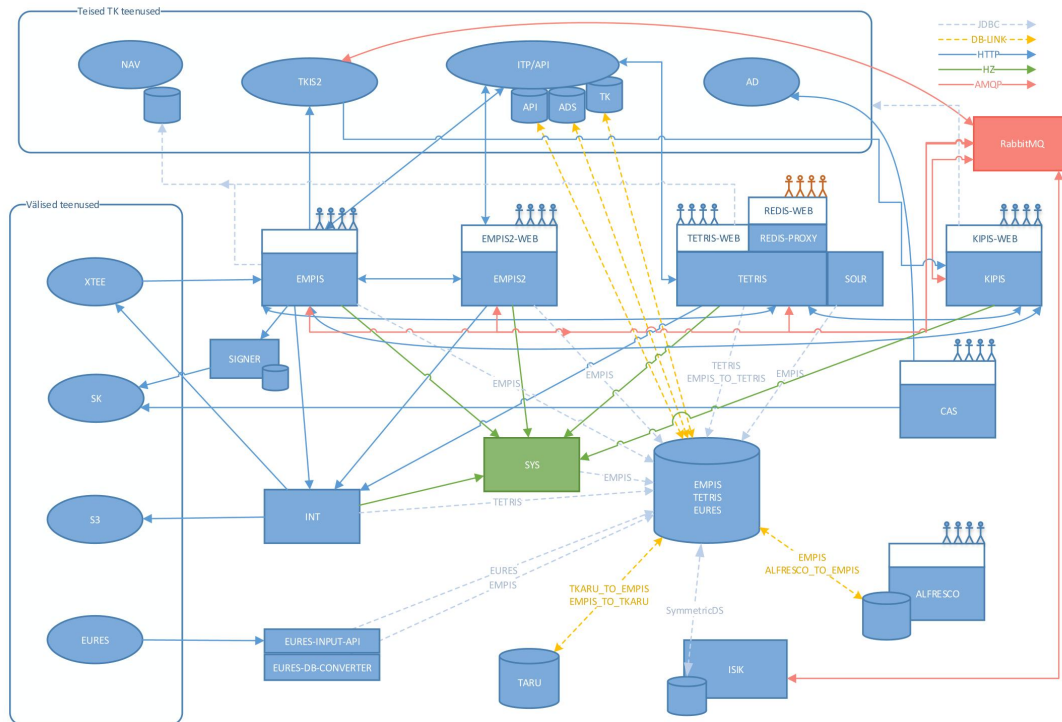 Teised TK teenused
JDBC
DB-LINK
HTTP
HZ
AMQP
NAV
TKIS2
ITP/API
AD
API
ADS
TK
RabbitMQ
Välised teenused
REDIS-WEB
EMPIS2-WEB
TETRIS-WEB
REDIS-PROXY
KIPIS-WEB
XTEE
EMPIS
EMPIS2
TETRIS
SOLR
KIPIS
SIGNER
TETRIS
EMPIS_TO_TETRIS
EMPIS
EMPIS
EMPIS
SK
CAS
SYS
EMPIS
EMPIS
TETRIS
EURES
TETRIS
S3
INT
EURES
EMPIS
EMPIS
ALFRESCO_TO_EMPIS
TKARU_TO_EMPIS
EMPIS_TO_TKARU
ALFRESCO
SymmetricDS
EURES
EURES-INPUT-API
EURES-DB-CONVERTER
TARU
ISIK